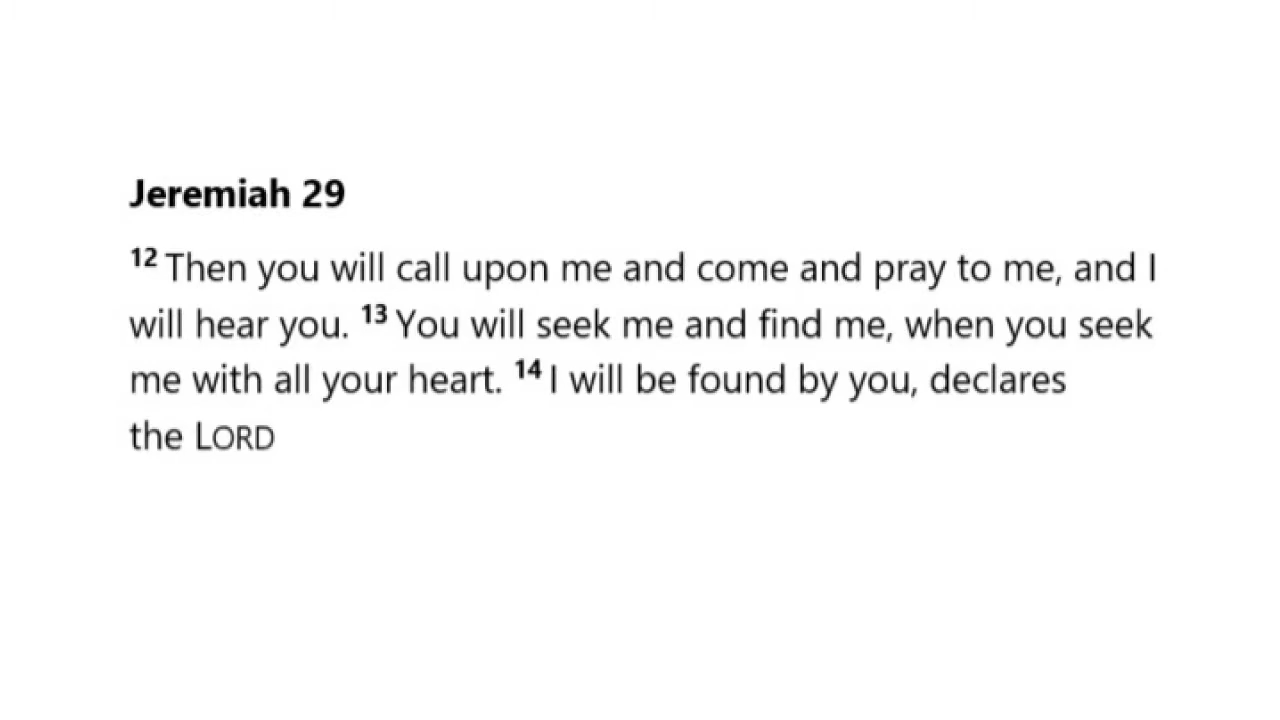 Jeremiah 29
12 Then you will call upon me and come and pray to me, and I
will hear you. 13 You will seek me and find me, when you seek
me with all your heart. 14 I will be found by you, declares
the LORD